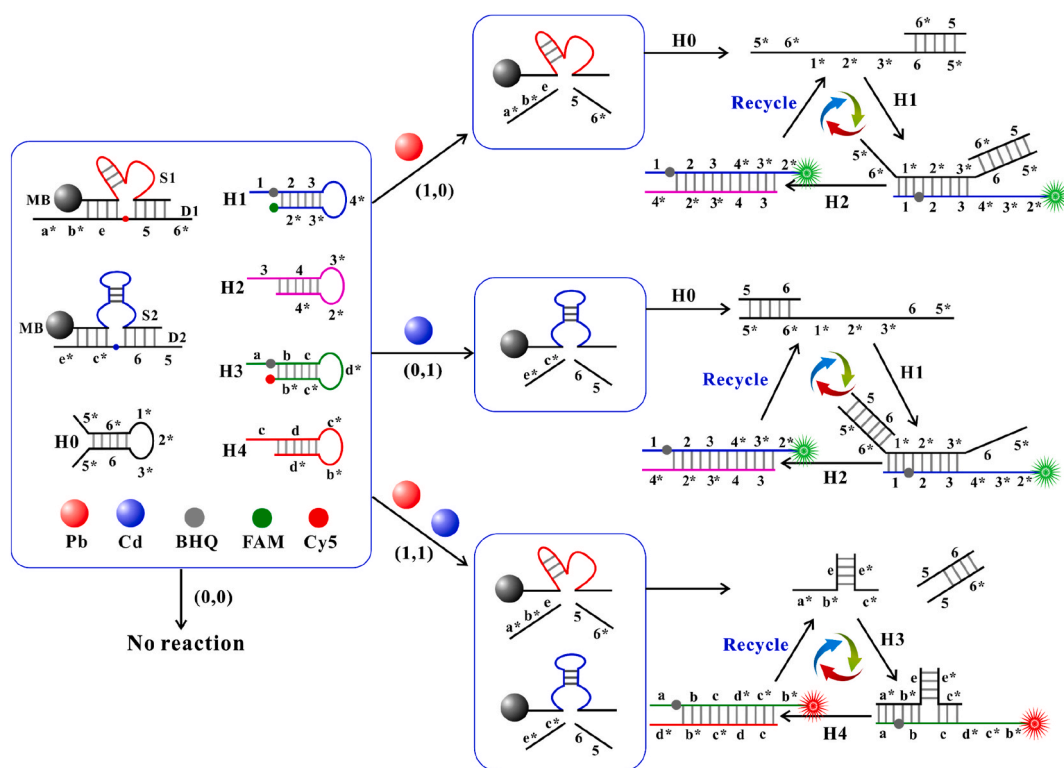 MB
S1
D1
a* b* e 5 6*
MB
S2
D2
e* c* 6 5
H0
5* 6* 1*
2*
5* 6 3*
H1
1 2 3
4*
2* 3*
H2
3 4 3*
4* 2*
H3
a b c
d*
b* c*
H4
c d c*
d* b*
Pb Cd BHQ FAM Cy5
(0,0)
No reaction
(1,0)
e
a* b* 5
6*
H0
5* 6* 6* 5
1* 2* 3* 6 5*
Recycle
H1
6* 5
5* 5*
6* 1* 2* 3*
1 2 3 4* 3* 2*
H2
1 2 3 4* 3* 2*
4* 2* 3* 4 3
(0,1)
c*
e* 6
5
H0
5 6 6 5*
5* 6* 1* 2* 3*
Recycle
H1
5 6
5* 6* 1* 2* 3* 6 5*
1 2 3 4* 3* 2*
H2
1 2 3 4* 3* 2*
4* 2* 3* 4 3
(1,1)
e
a* b* 5
6*
c*
e* 6
5
e e*
a* b* c*
5 6
5 6*
Recycle
H3
e e*
a* b* c*
a b c d* c* b*
H4
a b c d* c* b*
d* b* c* d c